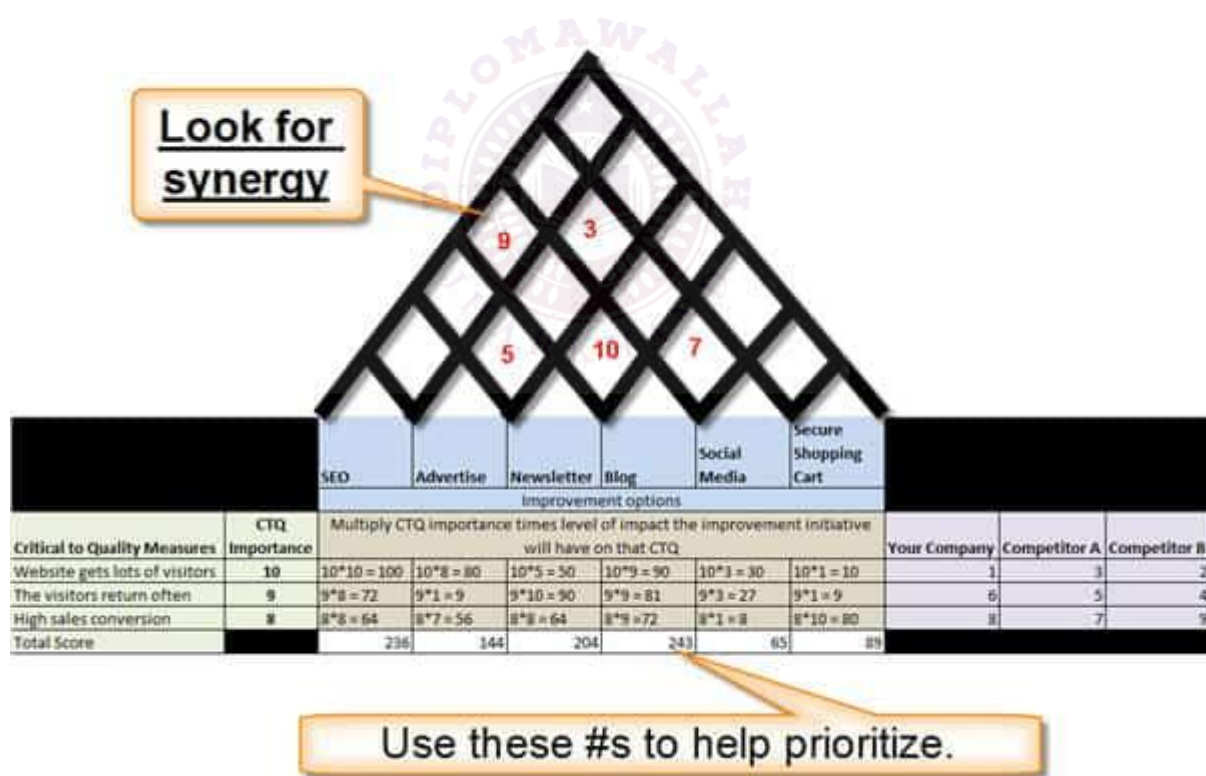 DIPLOMAWALLAH
Look for
synergy
9 3
5 10 7
SEO Advertise Newsletter Blog Social Media Secure Shopping Cart
Improvement options
Critical to Quality Measures CTQ Importance Multiply CTQ importance times level of impact the improvement initiative will have on that CTQ Your Company Competitor A Competitor B
Website gets lots of visitors 10 10*10 = 100 10*8 = 80 10*5 = 50 10*9 = 90 10*3 = 30 10*1 = 10 1 3 2
The visitors return often 9 9*8 = 72 9*1 = 9 9*10 = 90 9*9 = 81 9*3 = 27 9*1 = 9 6 5 4
High sales conversion 8 8*8 = 64 8*7 = 56 8*8 = 64 8*9 =72 8*1 = 8 8*10 = 80 8 7 9
Total Score 236 144 204 243 65 89
Use these #s to help prioritize.